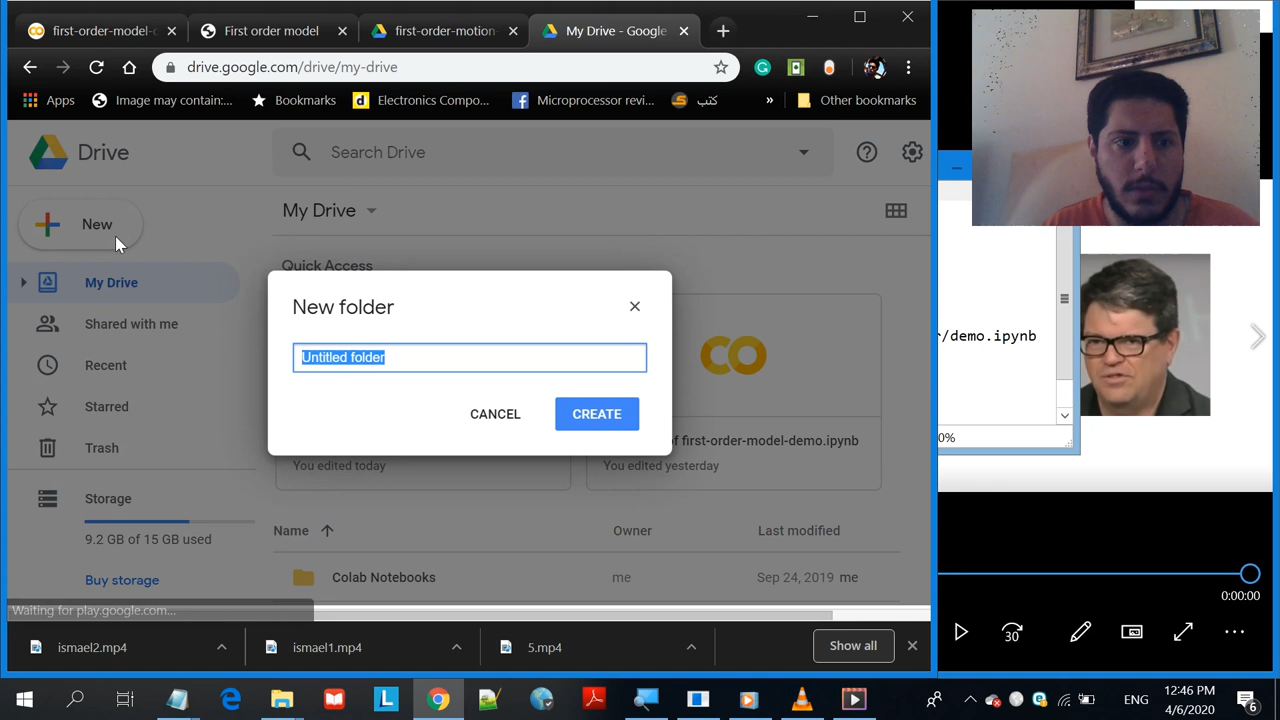 first-order-model-c
First order model
first-order-motion-
My Drive - Google
drive.google.com/drive/my-drive
Apps
Image may contain:...
Bookmarks
Electronics Compo...
Microprocessor revi...
كتب
»
Other bookmarks
Drive
Search Drive
New
My Drive
My Drive
Shared with me
Recent
Starred
Trash
Storage
9.2 GB of 15 GB used
Buy storage
Quick Access
New folder
Untitled folder
CANCEL
CREATE
You edited today
of first-order-model-demo.ipynb
You edited yesterday
Name
Owner
Last modified
Colab Notebooks
me
Sep 24, 2019 me
Waiting for play.google.com...
ismael2.mp4
ismael1.mp4
5.mp4
Show all
r/demo.ipynb
0%
0:00:00
30
ENG
12:46 PM
4/6/2020
6